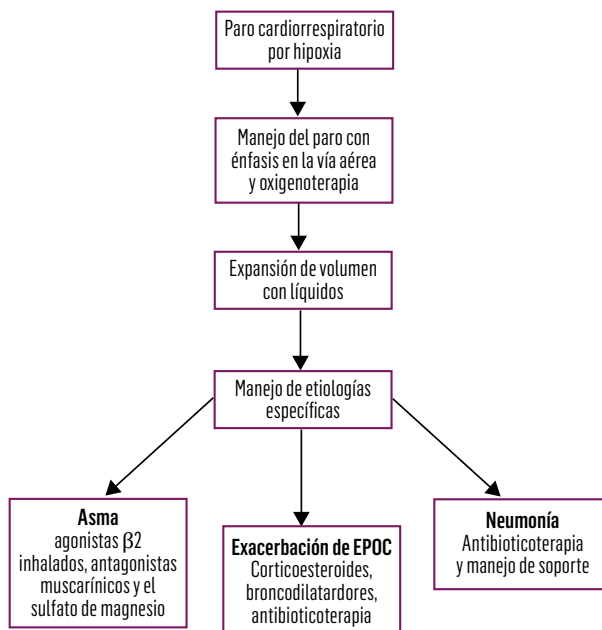 Paro cardiorrespiratorio
por hipoxia
Manejo del paro con
énfasis en la vía aérea
y oxigenoterapia
Expansión de volumen
con líquidos
Manejo de etiologías
específicas
Asma
agonistas β2
inhalados, antagonistas
muscarínicos y el
sulfato de magnesio
Exacerbación de EPOC
Corticoesteroides,
broncodilatardores,
antibioticoterapia
Neumonía
Antibioticoterapia
y manejo de soporte